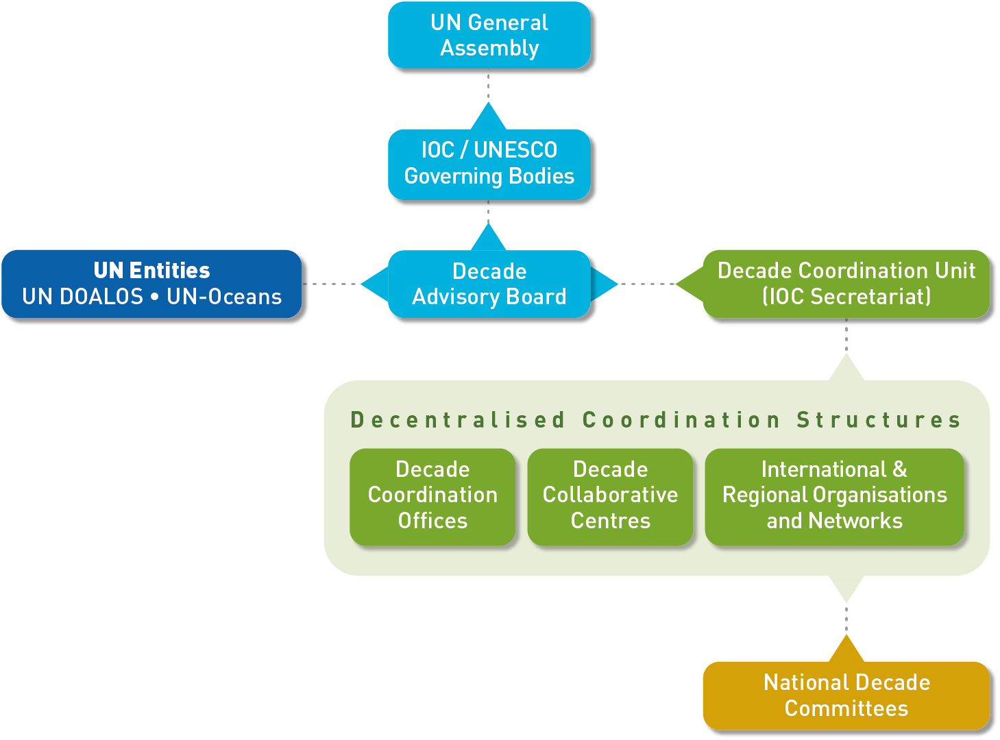 UN General
Assembly
IOC / UNESCO
Governing Bodies
UN Entities
UN DOALOS • UN-Oceans
Decade
Advisory Board
Decade Coordination Unit
(IOC Secretariat)
Decentralised Coordination Structures
Decade
Coordination
Offices
Decade
Collaborative
Centres
International &
Regional Organisations
and Networks
National Decade
Committees